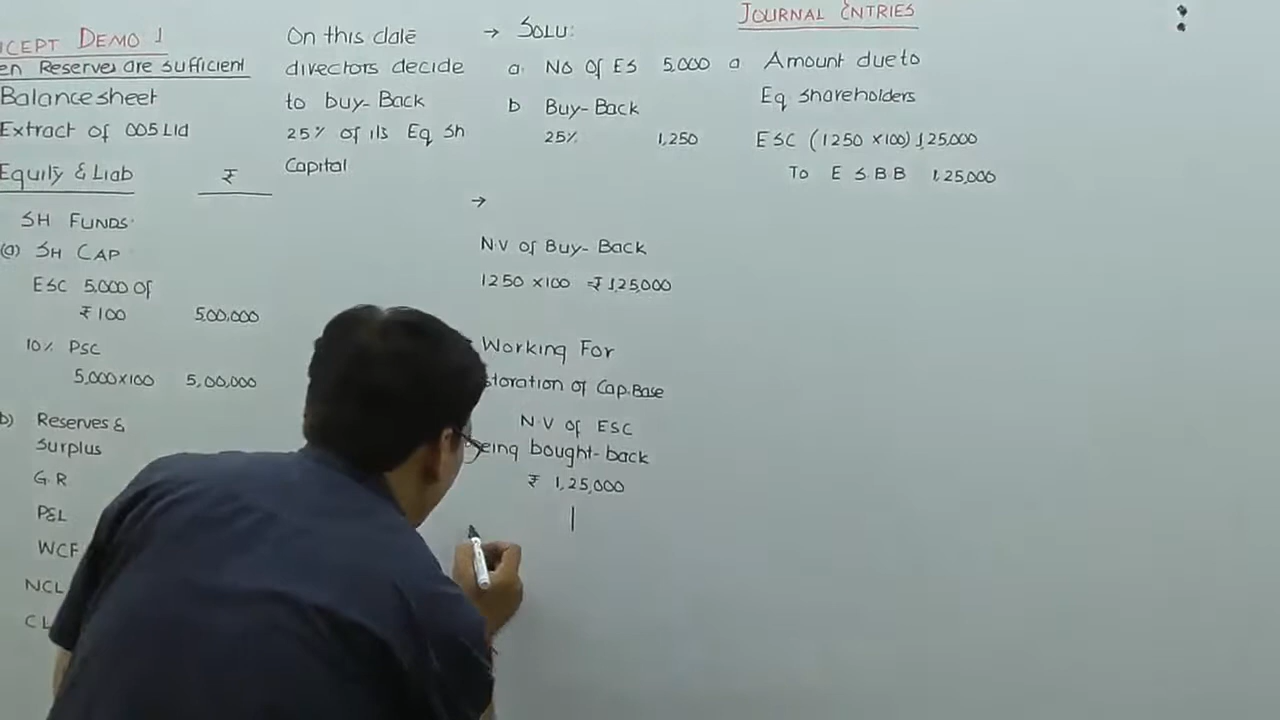 CEPT DEMO 1
en Reserves are sufficient
Balance sheet
Extract of OOS Ltd
Equity & Liab ₹
SH FUNDS
(a) SH CAP
ESC 5,000 of
₹ 100 5,00,000
10% PSC
5,000x100 5,00,000
b) Reserves &
Surplus
G.R
P&L
WCF
NCL
CL
On this date
directors decide
to buy-Back
25% of its Eq Sh
Capital
→ SOLU:
a. NO OF ES 5,000
b Buy-Back
25% 1,250
→
N.V of Buy-Back
1250 x100 = ₹ 1,25,000
Working For
storation of Cap.Base
N.V of ESC
eing bought-back
₹ 1,25,000
JOURNAL ENTRIES
a Amount due to
Eq shareholders
ESC (1250 x100) 1,25,000
To E S B B 1,25,000